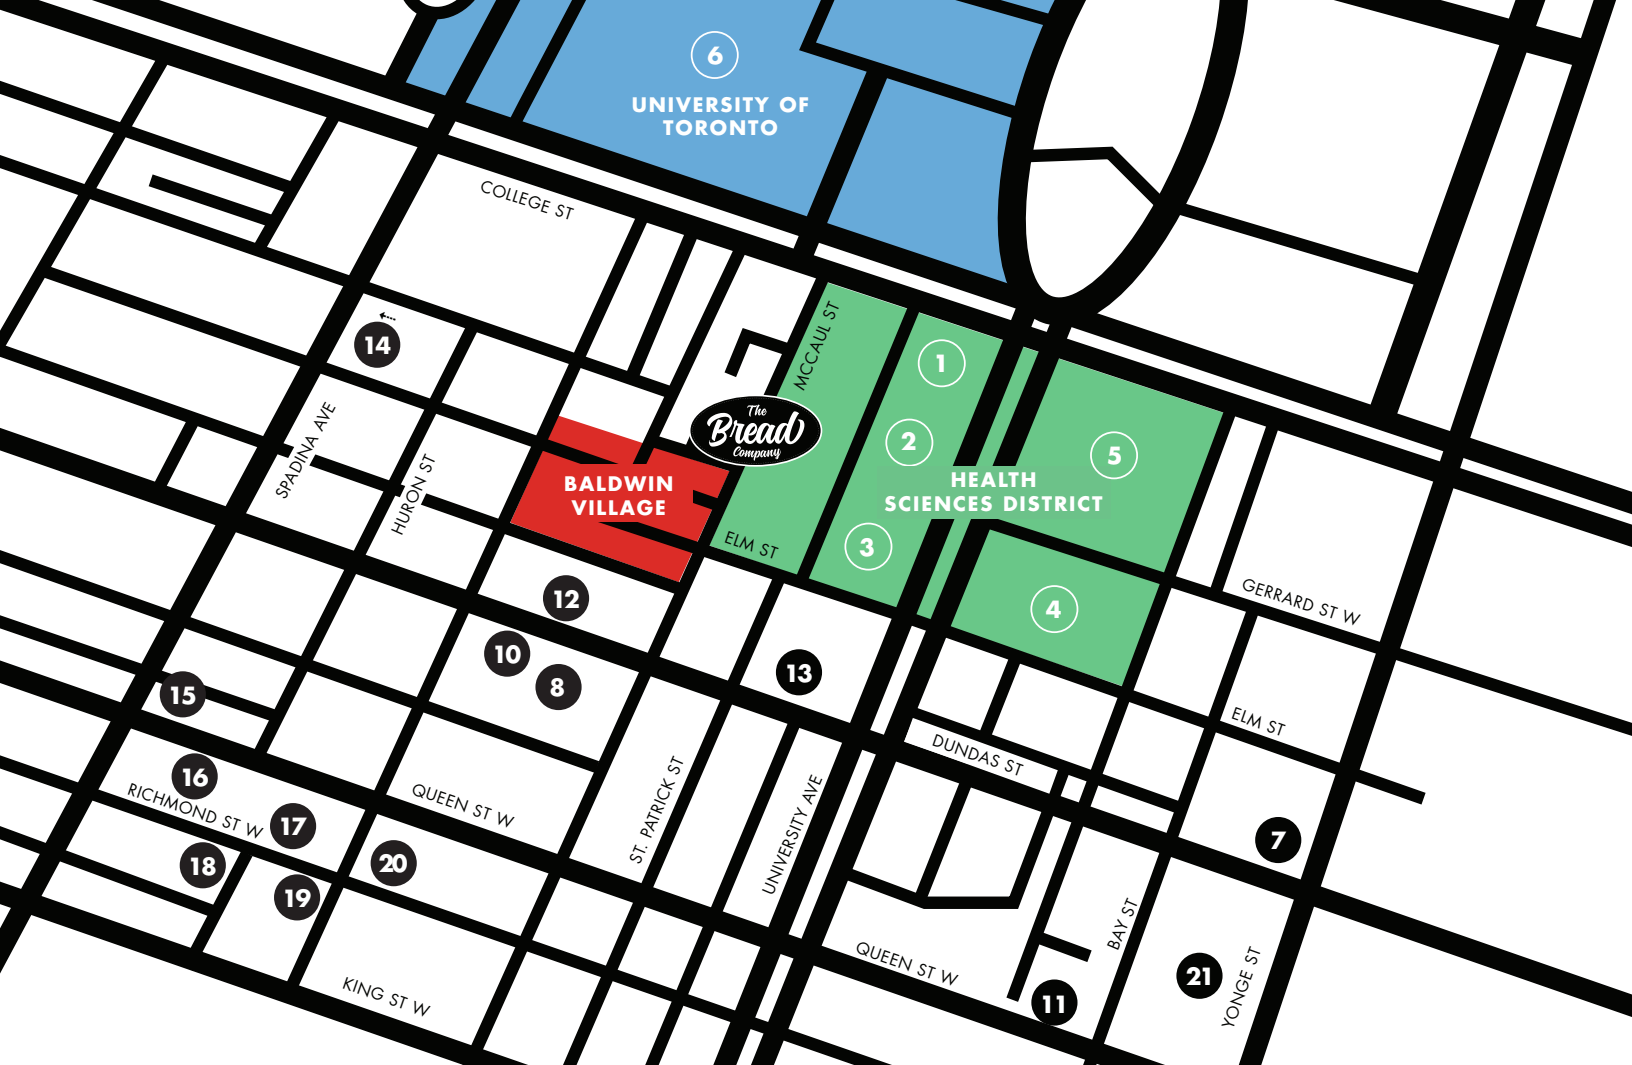 6
UNIVERSITY OF
TORONTO
COLLEGE ST
14
MCCAUL ST
1
The
Bread
Company
2
5
SPADINA AVE
HURON ST
BALDWIN
VILLAGE
HEALTH
SCIENCES DISTRICT
ELM ST
3
12
4
GERRARD ST W
10
8
13
15
ELM ST
DUNDAS ST
16
RICHMOND ST W
17
QUEEN ST W
ST. PATRICK ST
UNIVERSITY AVE
7
18
20
19
BAY ST
QUEEN ST W
21
YONGE ST
KING ST W
11